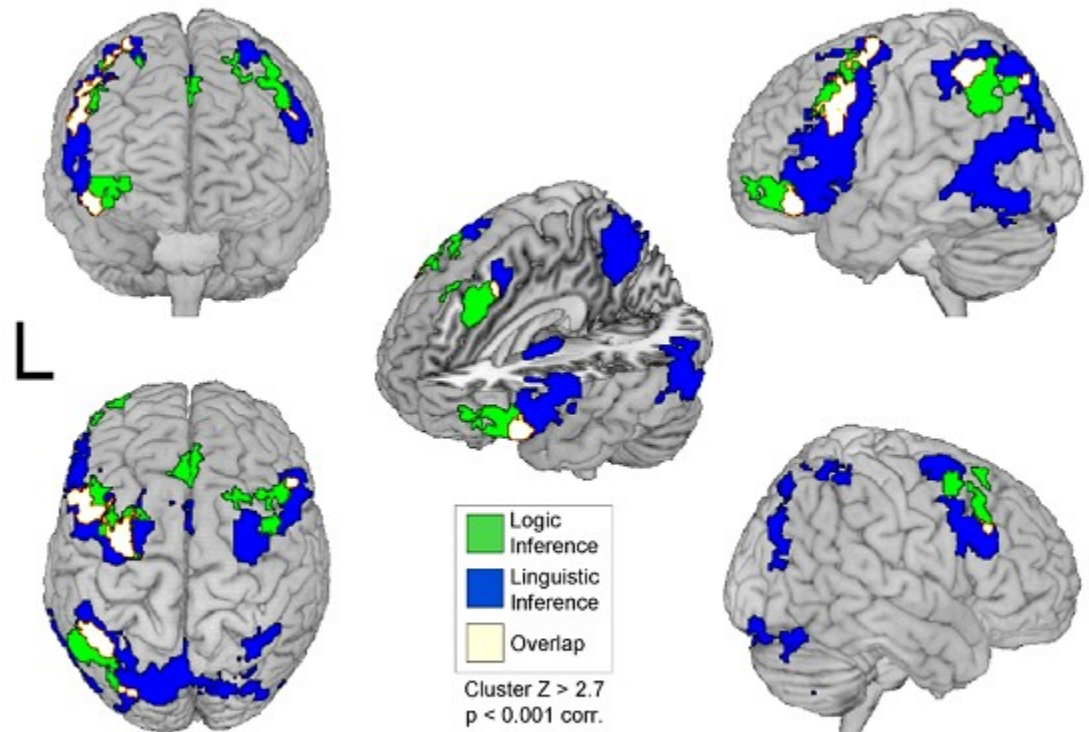 L
Logic
Inference
Linguistic
Inference
Overlap
Cluster Z > 2.7
p < 0.001 corr.